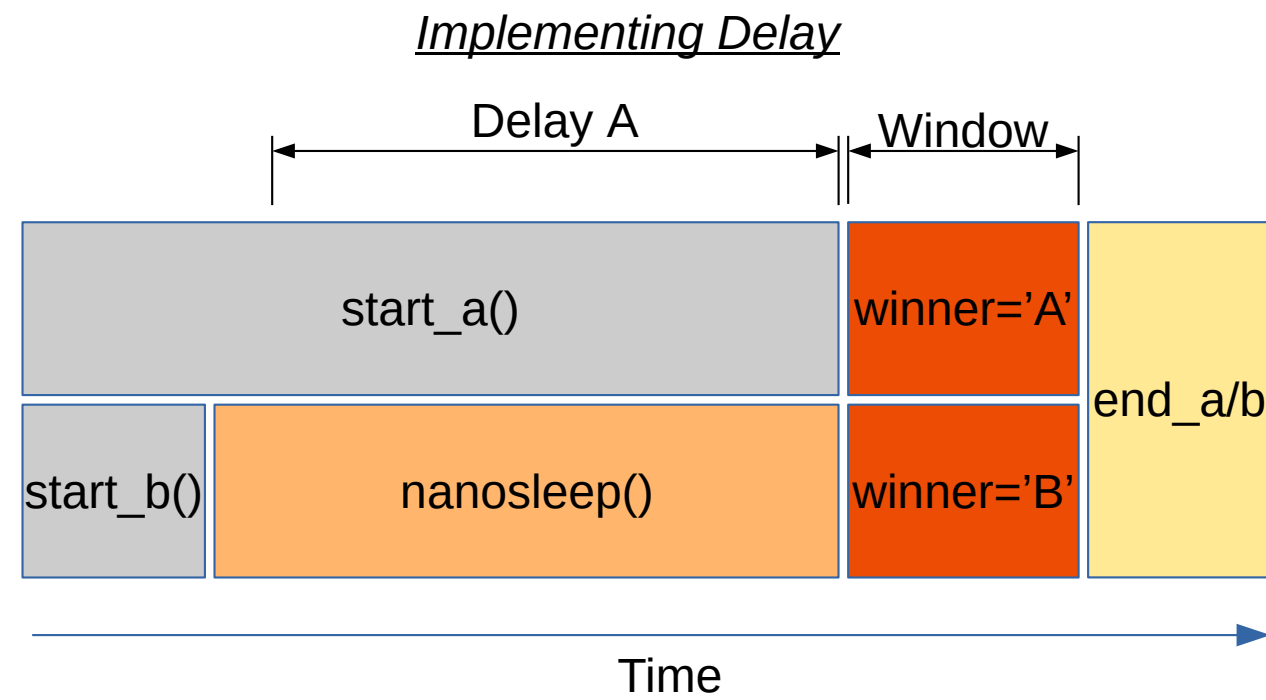 Implementing Delay
Delay A
Window
start_a()
winner=’A’
end_a/b
start_b()
nanosleep()
winner=’B’
Time